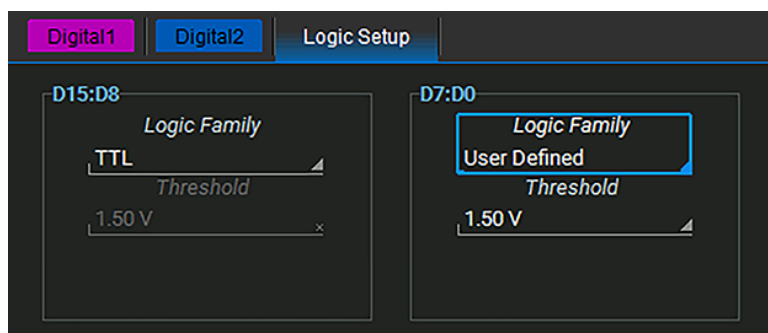 Digital1 Digital2 Logic Setup
D15:D8
Logic Family
TTL
Threshold
1.50 V
D7:D0
Logic Family
User Defined
Threshold
1.50 V